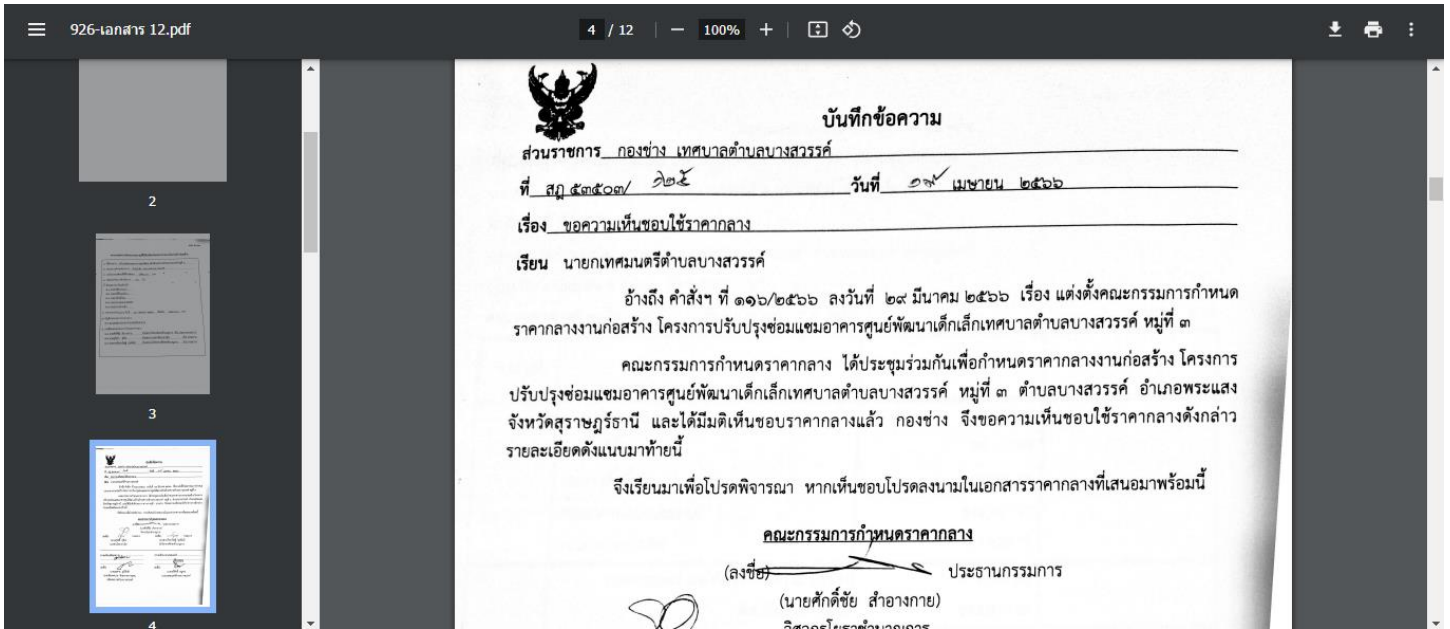 926-เอกสาร 12.pdf
4 / 12
100%
2
3
4
บันทึกข้อความ
ส่วนราชการ กองช่าง เทศบาลตำบลบางสวรรค์
ที่ สฎ ๕๓๕๐๓/ ๑๒๕ วันที่ ๑๙ เมษายน ๒๕๖๖
เรื่อง ขอความเห็นชอบใช้ราคากลาง
เรียน นายกเทศมนตรีตำบลบางสวรรค์
อ้างถึง คำสั่งฯ ที่ ๑๑๖/๒๕๖๖ ลงวันที่ ๒๙ มีนาคม ๒๕๖๖ เรื่อง แต่งตั้งคณะกรรมการกำหนด
ราคากลางงานก่อสร้าง โครงการปรับปรุงซ่อมแซมอาคารศูนย์พัฒนาเด็กเล็กเทศบาลตำบลบางสวรรค์ หมู่ที่ ๓
คณะกรรมการกำหนดราคากลาง ได้ประชุมร่วมกันเพื่อกำหนดราคากลางงานก่อสร้าง โครงการ
ปรับปรุงซ่อมแซมอาคารศูนย์พัฒนาเด็กเล็กเทศบาลตำบลบางสวรรค์ หมู่ที่ ๓ ตำบลบางสวรรค์ อำเภอพระแสง
จังหวัดสุราษฎร์ธานี และได้มีมติเห็นชอบราคากลางแล้ว กองช่าง จึงขอความเห็นชอบใช้ราคากลางดังกล่าว
รายละเอียดดังแนบมาท้ายนี้
จึงเรียนมาเพื่อโปรดพิจารณา หากเห็นชอบโปรดลงนามในเอกสารราคากลางที่เสนอมาพร้อมนี้
คณะกรรมการกำหนดราคากลาง
(ลงชื่อ) ประธานกรรมการ
(นายศักดิ์ชัย สำอางกาย)
วิศวกรโยธาชำนาญการ